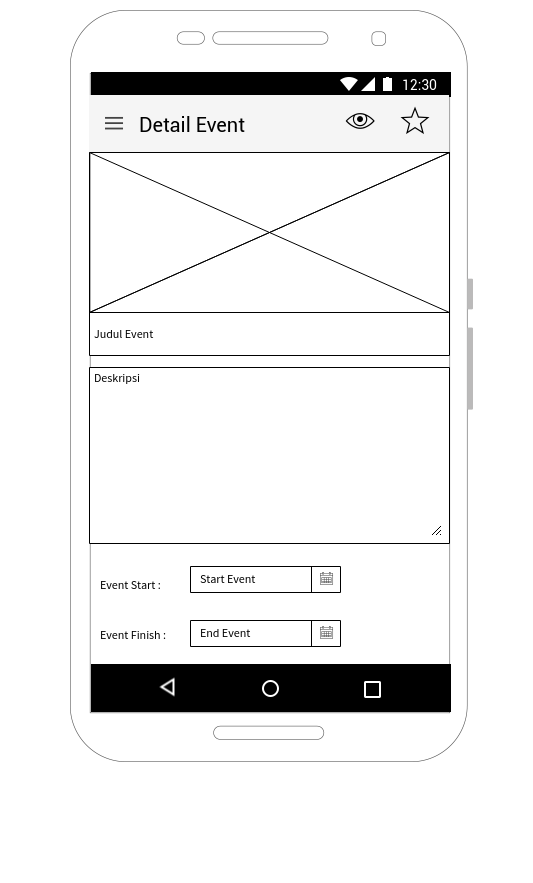 12:30
Detail Event
Judul Event
Deskripsi
Event Start : Start Event
Event Finish : End Event